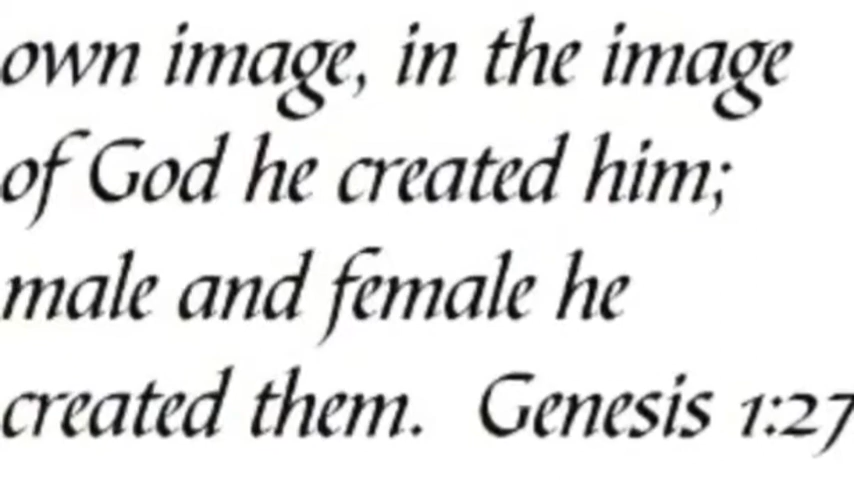 own image, in the image
of God he created him;
male and female he
created them. Genesis 1:27